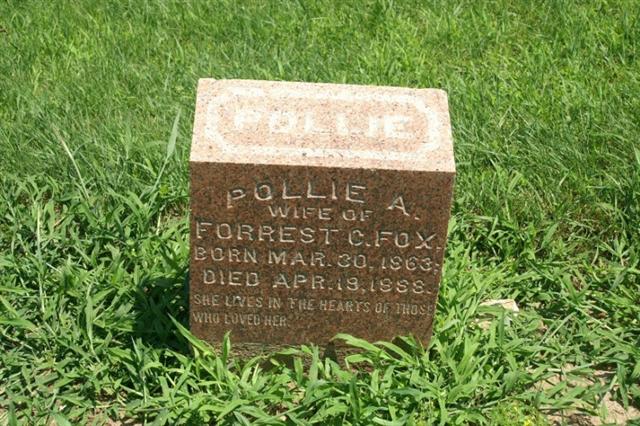 POLLIE
POLLIE A.
WIFE OF
FORREST C. FOX.
BORN MAR. 30, 1863;
DIED APR. 19, 1888.
SHE LIVES IN THE HEARTS OF THOSE
WHO LOVED HER.